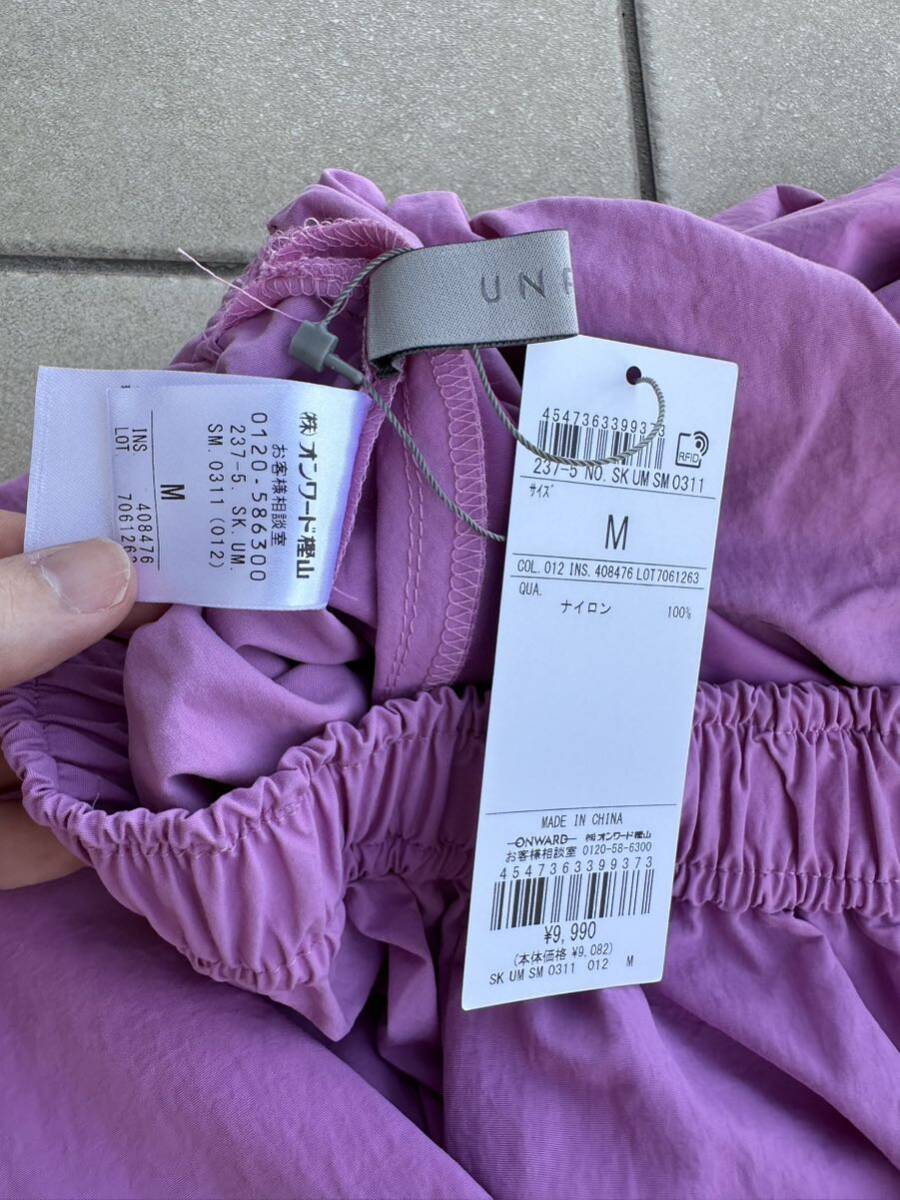 UNF
(株)オンワード樫山
お客様相談室
0120-586300
237-5. SK. UM.
SM. 0311 (012)
M
INS 408476
LOT 7061263
4547363399373
RFID
237-5 NO. SK UM SM 0311
サイズ
M
COL. 012 INS. 408476 LOT7061263
QUA.
ナイロン 100%
MADE IN CHINA
ONWARD ㈱オンワード樫山
お客様相談室 0120-58-6300
4547363399373
¥9,990
(本体価格 ¥9,082)
SK UM SM 0311 012 M